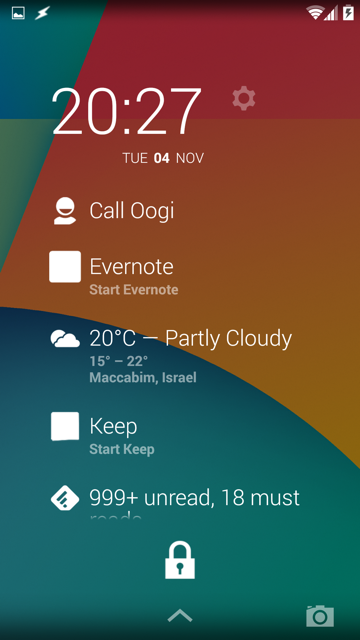 20:27
TUE 04 NOV
Call Oogi
Evernote
Start Evernote
20°C — Partly Cloudy
15° – 22°
Maccabim, Israel
Keep
Start Keep
999+ unread, 18 must
reads